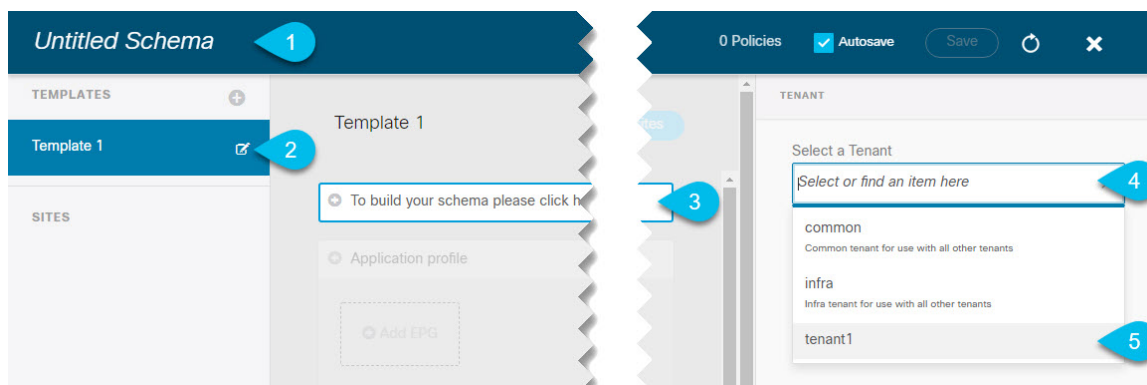 Untitled Schema
1
0 Policies
Autosave
Save
TEMPLATES
TENANT
Template 1
2
Template 1
Select a Tenant
Select or find an item here
4
To build your schema please click h
3
SITES
common
Common tenant for use with all other tenants
Application profile
infra
Infra tenant for use with all other tenants
Add EPG
tenant1
5